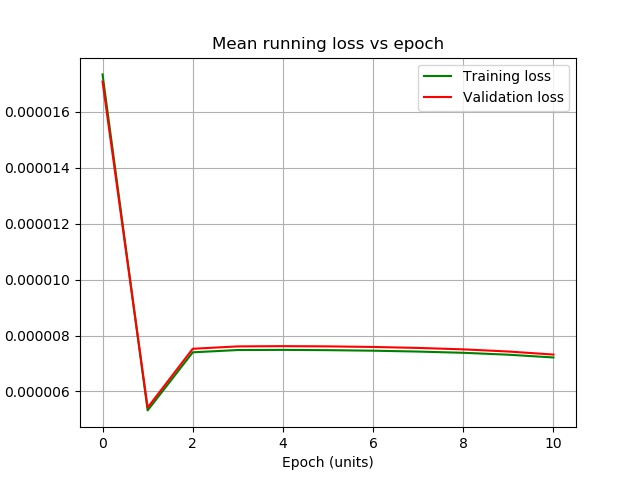 Mean running loss vs epoch
Training loss
Validation loss
0.000016
0.000014
0.000012
0.000010
0.000008
0.000006
0 2 4 6 8 10
Epoch (units)